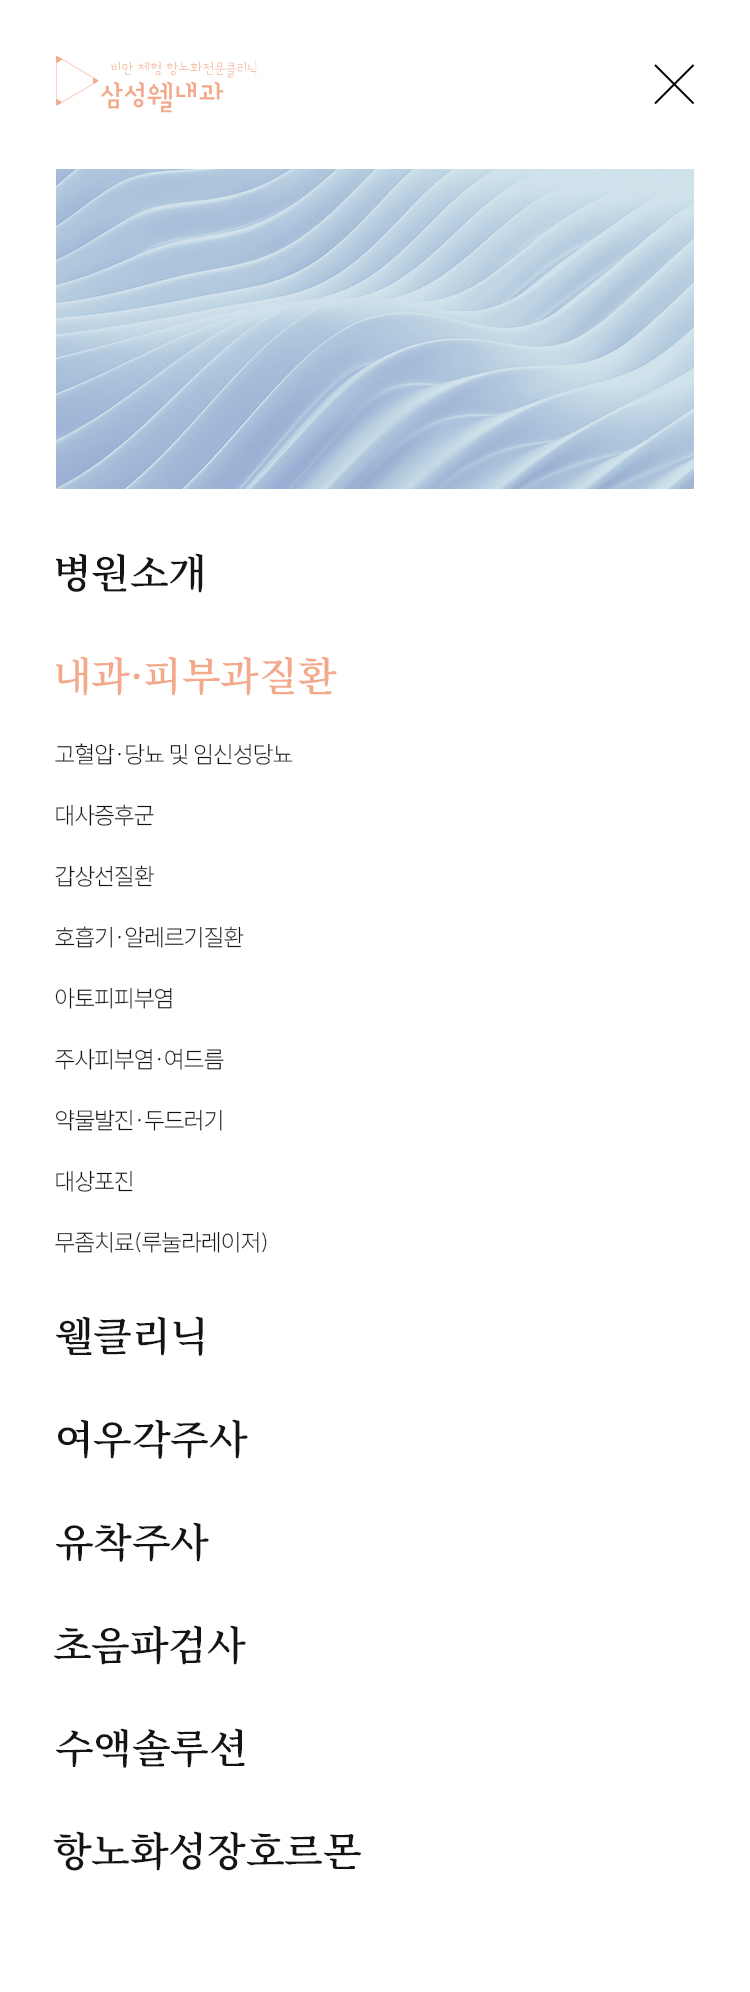 비만 체형 항노화전문클리닉
삼성웰내과
병원소개
내과·피부과질환
고혈압·당뇨 및 임신성당뇨
대사증후군
갑상선질환
호흡기·알레르기질환
아토피피부염
주사피부염·여드름
약물발진·두드러기
대상포진
무좀치료(루눌라레이저)
웰클리닉
여우각주사
유착주사
초음파검사
수액솔루션
항노화성장호르몬